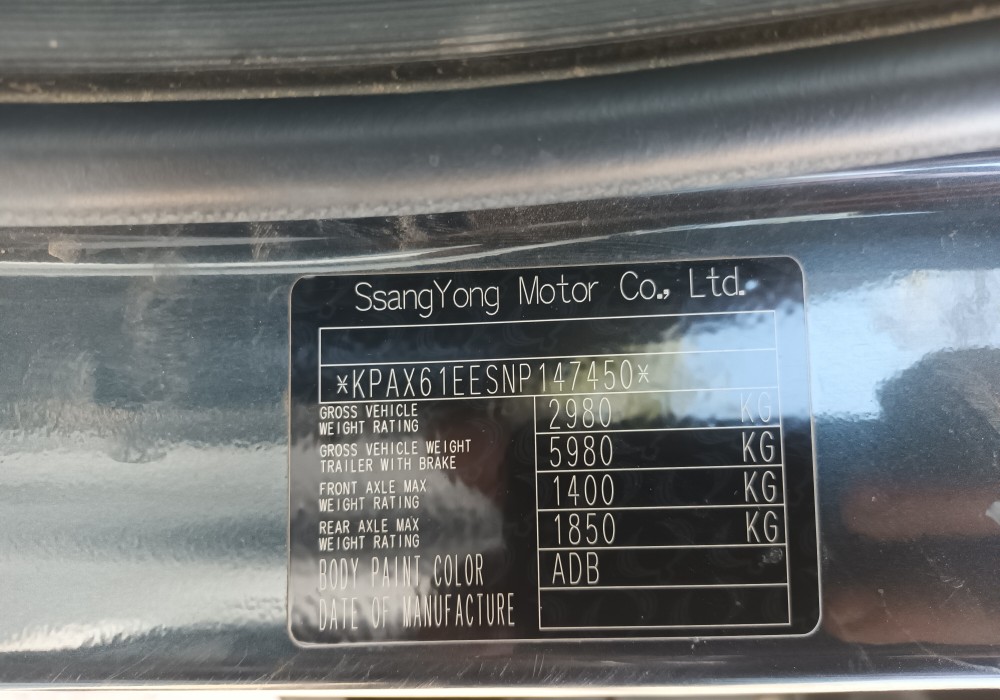 SsangYong Motor Co., Ltd.
*KPAX61EESNP147450*
GROSS VEHICLE
WEIGHT RATING
2980 KG
GROSS VEHICLE WEIGHT
TRAILER WITH BRAKE
5980 KG
FRONT AXLE MAX
WEIGHT RATING
1400 KG
REAR AXLE MAX
WEIGHT RATING
1850 KG
BODY PAINT COLOR
ADB
DATE OF MANUFACTURE